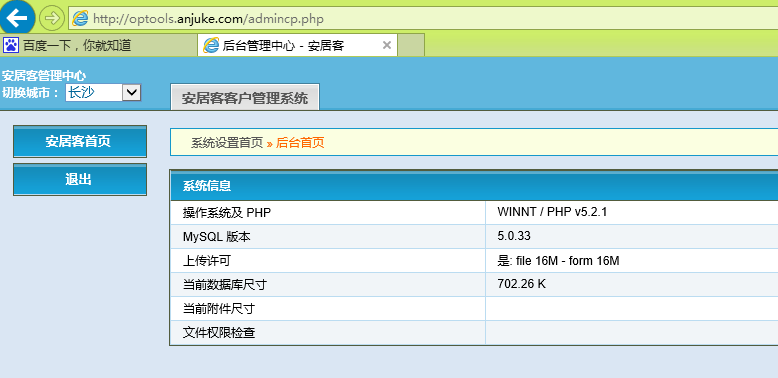 http://optools.anjuke.com/admincp.php
百度一下，你就知道
后台管理中心 - 安居客
安居客管理中心
切换城市： 长沙
安居客客户管理系统
安居客首页
系统设置首页 » 后台首页
退出
系统信息
操作系统及 PHP WINNT / PHP v5.2.1
MySQL 版本 5.0.33
上传许可 是: file 16M - form 16M
当前数据库尺寸 702.26 K
当前附件尺寸
文件权限检查